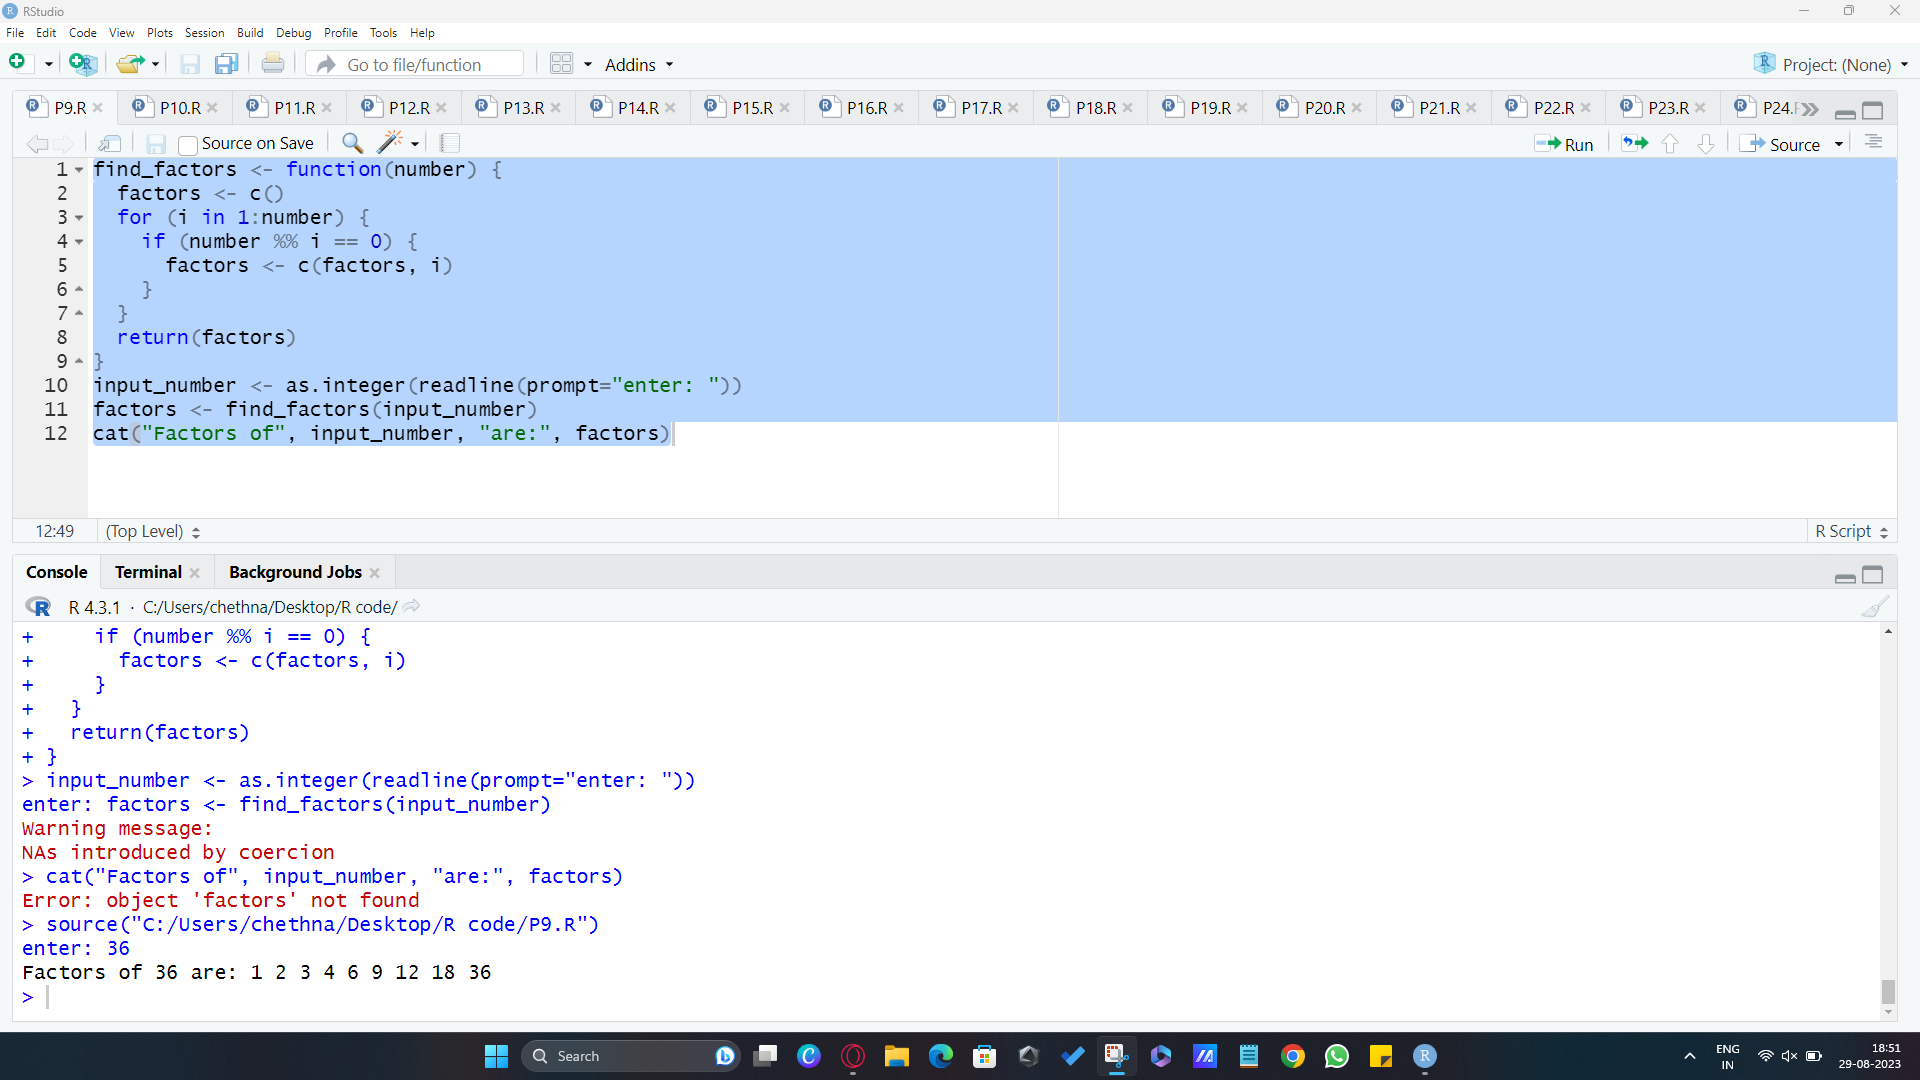 RStudio
File Edit Code View Plots Session Build Debug Profile Tools Help
Go to file/function Addins Project: (None)
P9.R P10.R P11.R P12.R P13.R P14.R P15.R P16.R P17.R P18.R P19.R P20.R P21.R P22.R P23.R P24.
Source on Save Run Source
1 find_factors <- function(number) {
2   factors <- c()
3   for (i in 1:number) {
4     if (number %% i == 0) {
5       factors <- c(factors, i)
6     }
7   }
8   return(factors)
9 }
10 input_number <- as.integer(readline(prompt="enter: "))
11 factors <- find_factors(input_number)
12 cat("Factors of", input_number, "are:", factors)
12:49 (Top Level) R Script
Console Terminal Background Jobs
R 4.3.1 · C:/Users/chethna/Desktop/R code/
+     if (number %% i == 0) {
+       factors <- c(factors, i)
+     }
+   }
+   return(factors)
+ }
> input_number <- as.integer(readline(prompt="enter: "))
enter: factors <- find_factors(input_number)
Warning message:
NAs introduced by coercion
> cat("Factors of", input_number, "are:", factors)
Error: object 'factors' not found
> source("C:/Users/chethna/Desktop/R code/P9.R")
enter: 36
Factors of 36 are: 1 2 3 4 6 9 12 18 36
>
Search
ENG
IN
18:51
29-08-2023